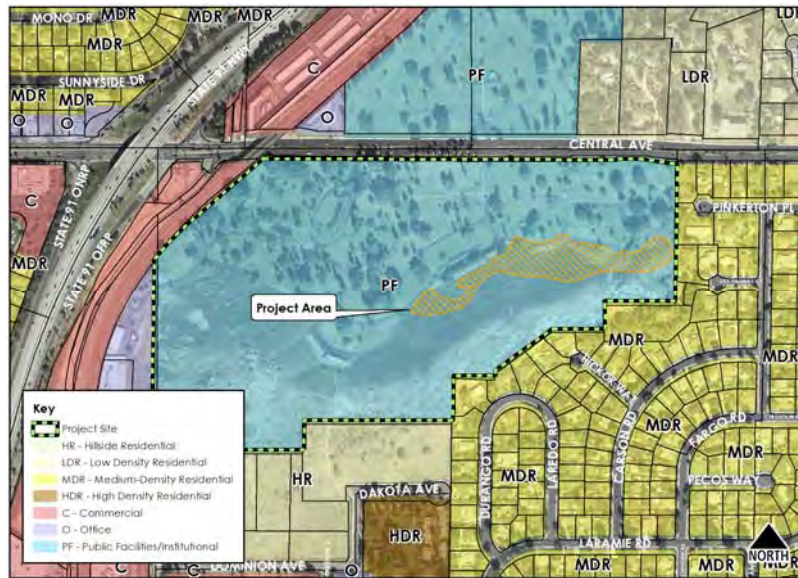 MONO DR
MDR
MDR
SUNNYSIDE DR
MDR
MDR
O
O
C
O
PF
LDR
LDR
CENTRAL AVE
C
STATE 91 ONRP
STATE 91 OFRP
MDR
PINKERTON PL
PF
Project Area
MDR
MDR
HICKOK WAY
MDR
CARSON RD
FARGO RD
DURANGO RD
LAREDO RD
MDR
MDR
PECOS WAY
HR
DAKOTA AVE
HDR
LARAMIE RD
MDR
MDR
DOMINION AVE
C
C
O
Key
Project Site
HR - Hillside Residential
LDR - Low Density Residential
MDR - Medium-Density Residential
HDR - High Density Residential
C - Commercial
O - Office
PF - Public Facilities/Institutional
NORTH